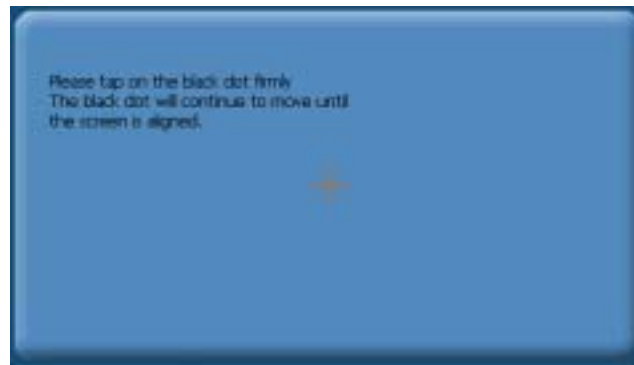 Please tap on the black dot firmly
The black dot will continue to move until
the screen is aligned.